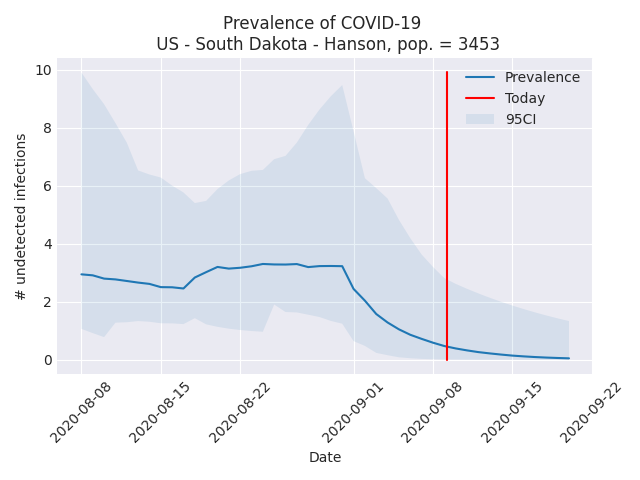 Prevalence of COVID-19
US - South Dakota - Hanson, pop. = 3453
Prevalence
Today
95CI
# undetected infections
10
8
6
4
2
0
2020-08-08
2020-08-15
2020-08-22
2020-09-01
2020-09-08
2020-09-15
2020-09-22
Date